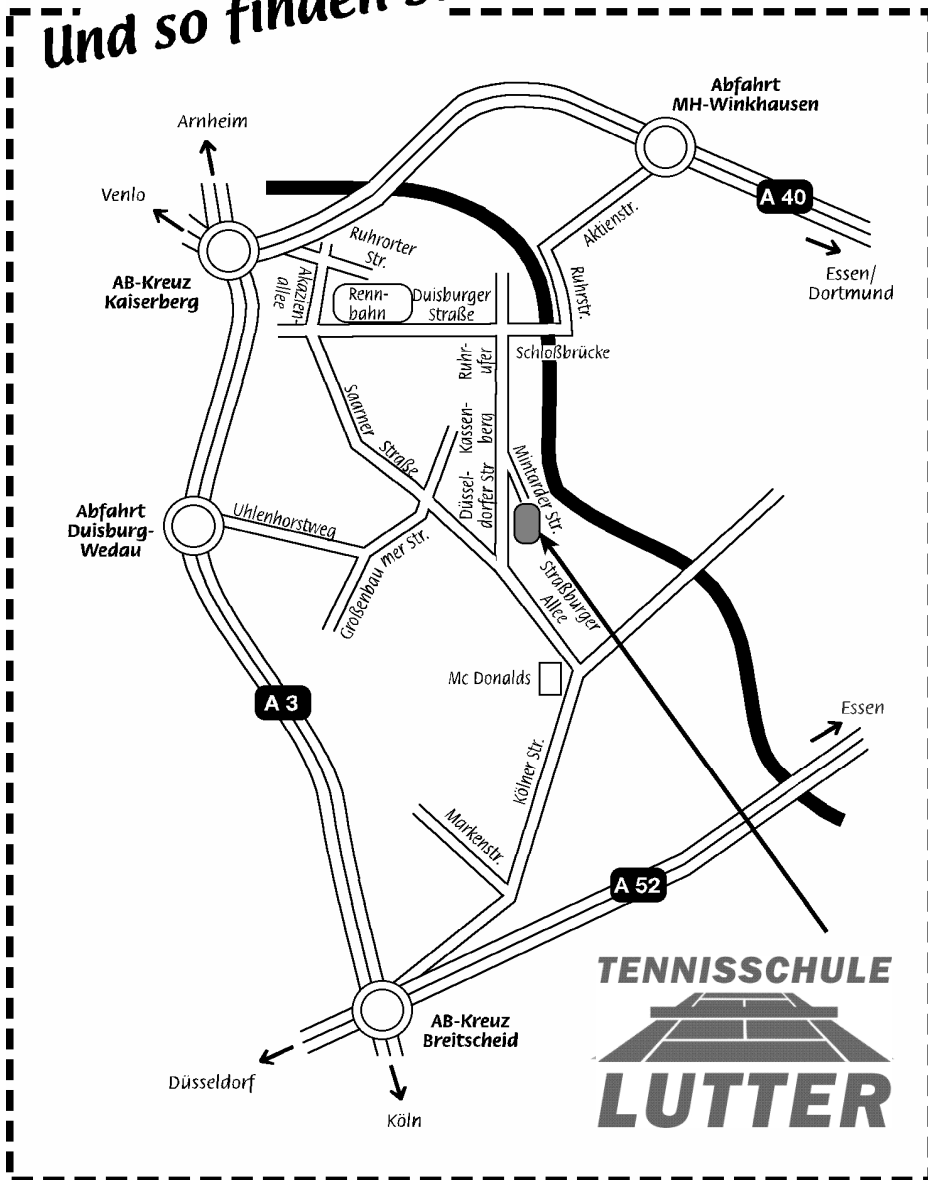 Und so finden
Abfahrt
MH-Winkhausen
Arnheim
Venlo
A 40
Aktienstr.
Ruhrorter
Str.
Essen/
Dortmund
AB-Kreuz
Kaiserberg
Akazien-
allee
Renn-
bahn
Duisburger
Straße
Ruhrstr.
Schloßbrücke
Ruhr-
ufer
Saarner
Straße
Kassen-
berg
Mintarder Str.
Düssel-
dorfer Str
Abfahrt
Duisburg-
Wedau
Uhlenhorstweg
Großenbau mer Str.
Straßburger
Allee
Mc Donalds
A 3
Essen
Kölner Str.
Markenstr.
A 52
TENNISSCHULE
LUTTER
AB-Kreuz
Breitscheid
Düsseldorf
Köln